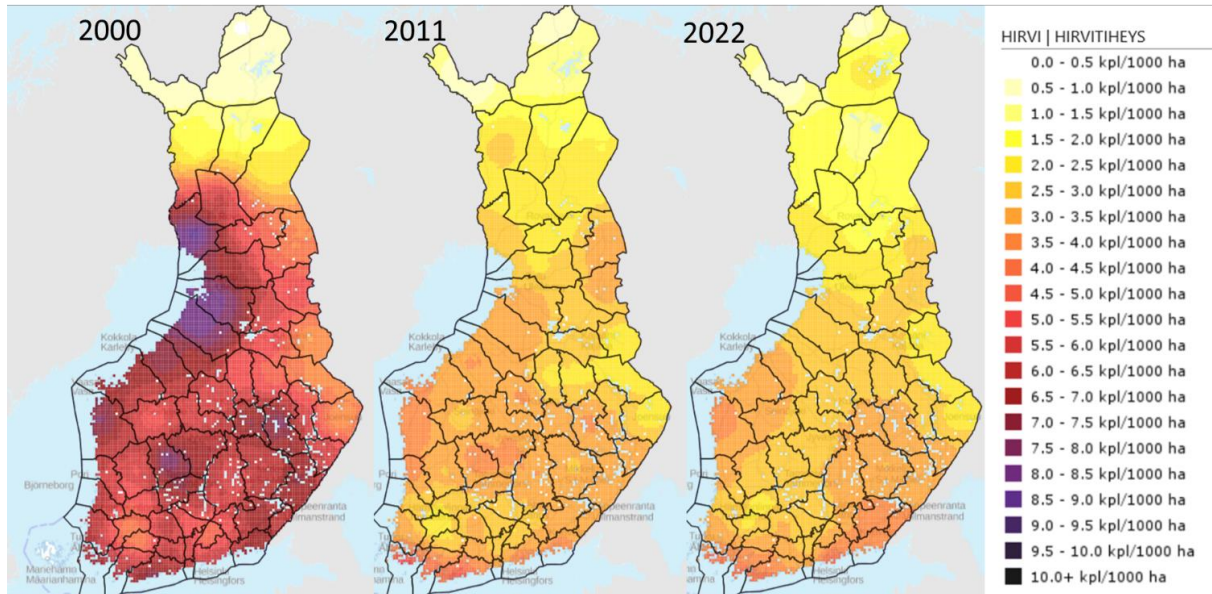 2000
2011
2022
HIRVI | HIRVITIHEYS
0.0 - 0.5 kpl/1000 ha
0.5 - 1.0 kpl/1000 ha
1.0 - 1.5 kpl/1000 ha
1.5 - 2.0 kpl/1000 ha
2.0 - 2.5 kpl/1000 ha
2.5 - 3.0 kpl/1000 ha
3.0 - 3.5 kpl/1000 ha
3.5 - 4.0 kpl/1000 ha
4.0 - 4.5 kpl/1000 ha
4.5 - 5.0 kpl/1000 ha
5.0 - 5.5 kpl/1000 ha
5.5 - 6.0 kpl/1000 ha
6.0 - 6.5 kpl/1000 ha
6.5 - 7.0 kpl/1000 ha
7.0 - 7.5 kpl/1000 ha
7.5 - 8.0 kpl/1000 ha
8.0 - 8.5 kpl/1000 ha
8.5 - 9.0 kpl/1000 ha
9.0 - 9.5 kpl/1000 ha
9.5 - 10.0 kpl/1000 ha
10.0+ kpl/1000 ha
Kokkola
Björneborg
Helsinki
Helsingfors
Kokkola
Helsinki
Helsingfors
Kokkola
Helsinki
Helsingfors